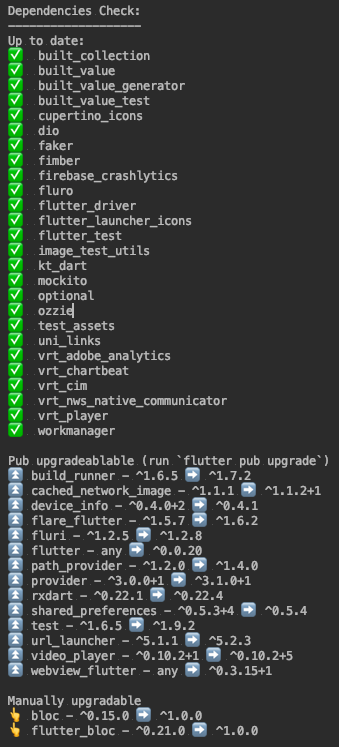 Dependencies Check:
-------------------
Up to date:
✅ built_collection
✅ built_value
✅ built_value_generator
✅ built_value_test
✅ cupertino_icons
✅ dio
✅ faker
✅ fimber
✅ firebase_crashlytics
✅ fluro
✅ flutter_driver
✅ flutter_launcher_icons
✅ flutter_test
✅ image_test_utils
✅ kt_dart
✅ mockito
✅ optional
✅ ozzie
✅ test_assets
✅ uni_links
✅ vrt_adobe_analytics
✅ vrt_chartbeat
✅ vrt_cim
✅ vrt_nws_native_communicator
✅ vrt_player
✅ workmanager
Pub upgradeablable (run `flutter pub upgrade`)
⏫ build_runner - ^1.6.5 ➡️ ^1.7.2
⏫ cached_network_image - ^1.1.1 ➡️ ^1.1.2+1
⏫ device_info - ^0.4.0+2 ➡️ ^0.4.1
⏫ flare_flutter - ^1.5.7 ➡️ ^1.6.2
⏫ fluri - ^1.2.5 ➡️ ^1.2.8
⏫ flutter - any ➡️ ^0.0.20
⏫ path_provider - ^1.2.0 ➡️ ^1.4.0
⏫ provider - ^3.0.0+1 ➡️ ^3.1.0+1
⏫ rxdart - ^0.22.1 ➡️ ^0.22.4
⏫ shared_preferences - ^0.5.3+4 ➡️ ^0.5.4
⏫ test - ^1.6.5 ➡️ ^1.9.2
⏫ url_launcher - ^5.1.1 ➡️ ^5.2.3
⏫ video_player - ^0.10.2+1 ➡️ ^0.10.2+5
⏫ webview_flutter - any ➡️ ^0.3.15+1
Manually upgradable
👆 bloc - ^0.15.0 ➡️ ^1.0.0
👆 flutter_bloc - ^0.21.0 ➡️ ^1.0.0